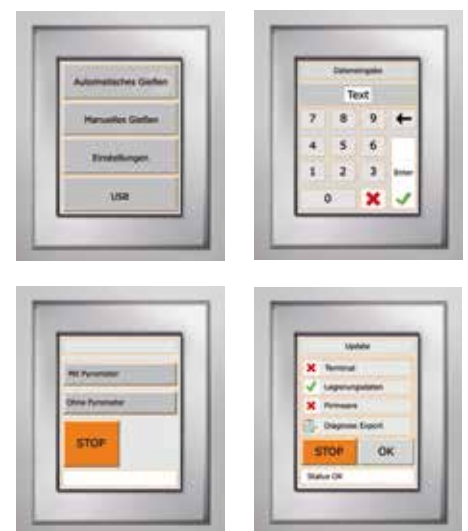 Automatisches Gießen
Manuelles Gießen
Einstellungen
USB
Dateneingabe
Text
7 8 9
4 5 6
1 2 3 Enter
0
Mit Pyrometer
Ohne Pyrometer
STOP
Update
Terminal
Legierungsdaten
Firmware
Diagnose Export
STOP OK
Status OK